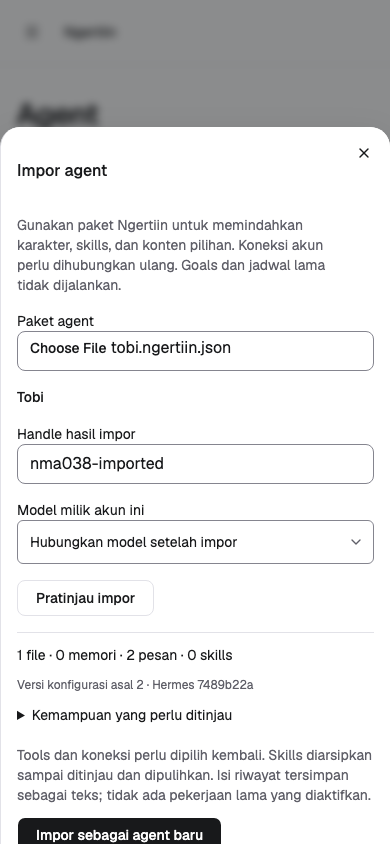 Ngertiin
Agent
Impor agent
Gunakan paket Ngertiin untuk memindahkan
karakter, skills, dan konten pilihan. Koneksi akun
perlu dihubungkan ulang. Goals dan jadwal lama
tidak dijalankan.
Paket agent
Choose File tobi.ngertiin.json
Tobi
Handle hasil impor
nma038-imported
Model milik akun ini
Hubungkan model setelah impor
Pratinjau impor
1 file · 0 memori · 2 pesan · 0 skills
Versi konfigurasi asal 2 · Hermes 7489b22a
Kemampuan yang perlu ditinjau
Tools dan koneksi perlu dipilih kembali. Skills diarsipkan
sampai ditinjau dan dipulihkan. Isi riwayat tersimpan
sebagai teks; tidak ada pekerjaan lama yang diaktifkan.
Impor sebagai agent baru